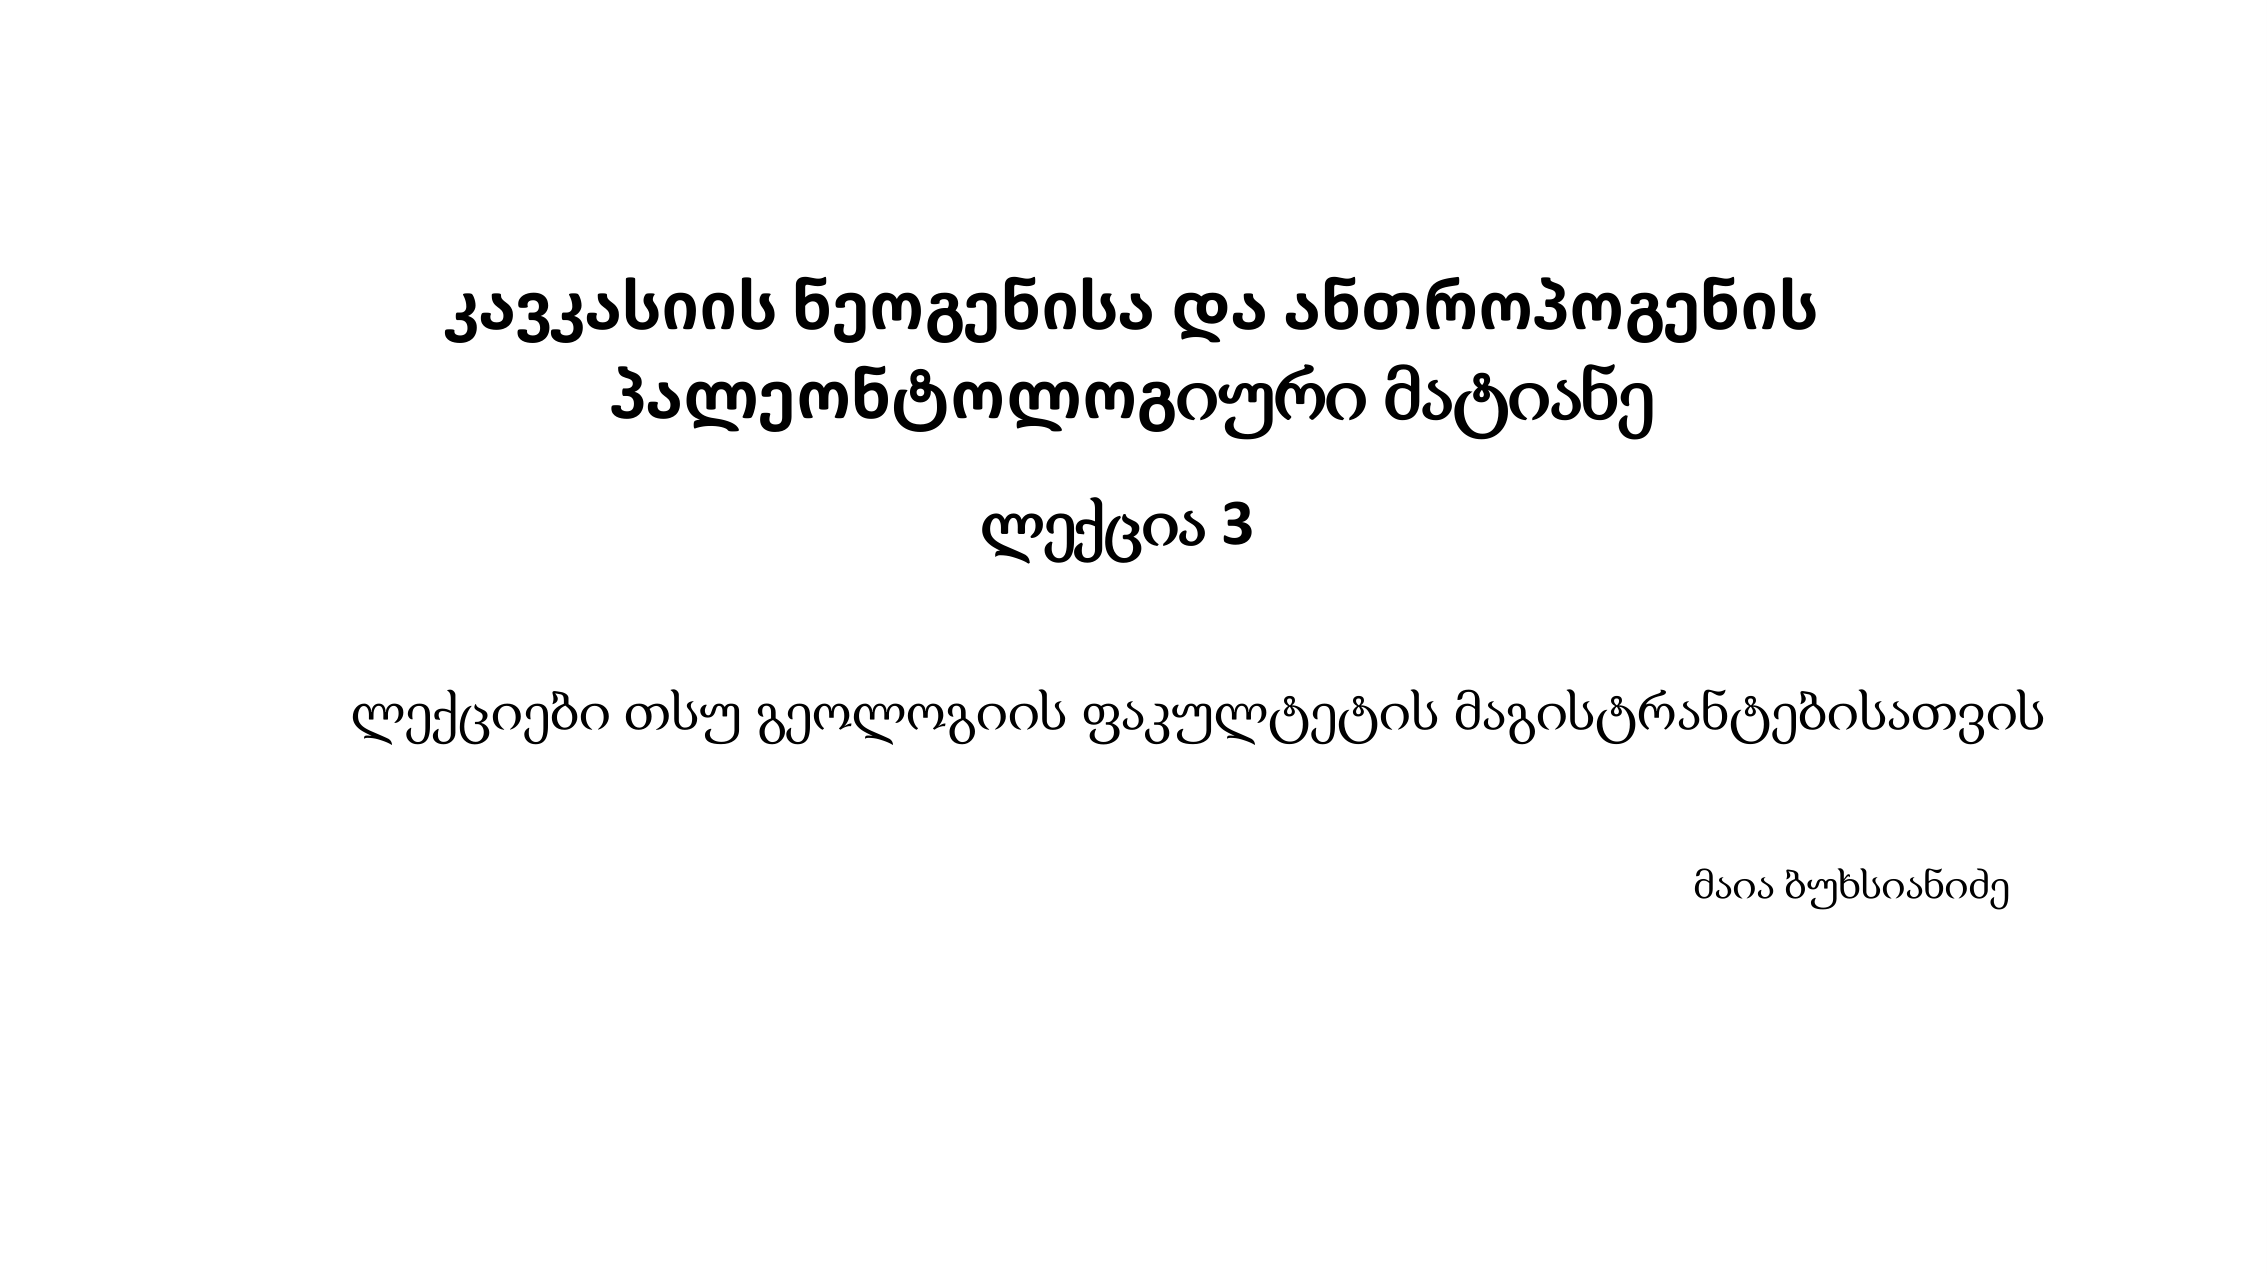 კავკასიის ნეოგენისა და ანთროპოგენის
პალეონტოლოგიური მატიანე
ლექცია 3
ლექციები თსუ გეოლოგიის ფაკულტეტის მაგისტრანტებისათვის
მაია ბუხსიანიძე